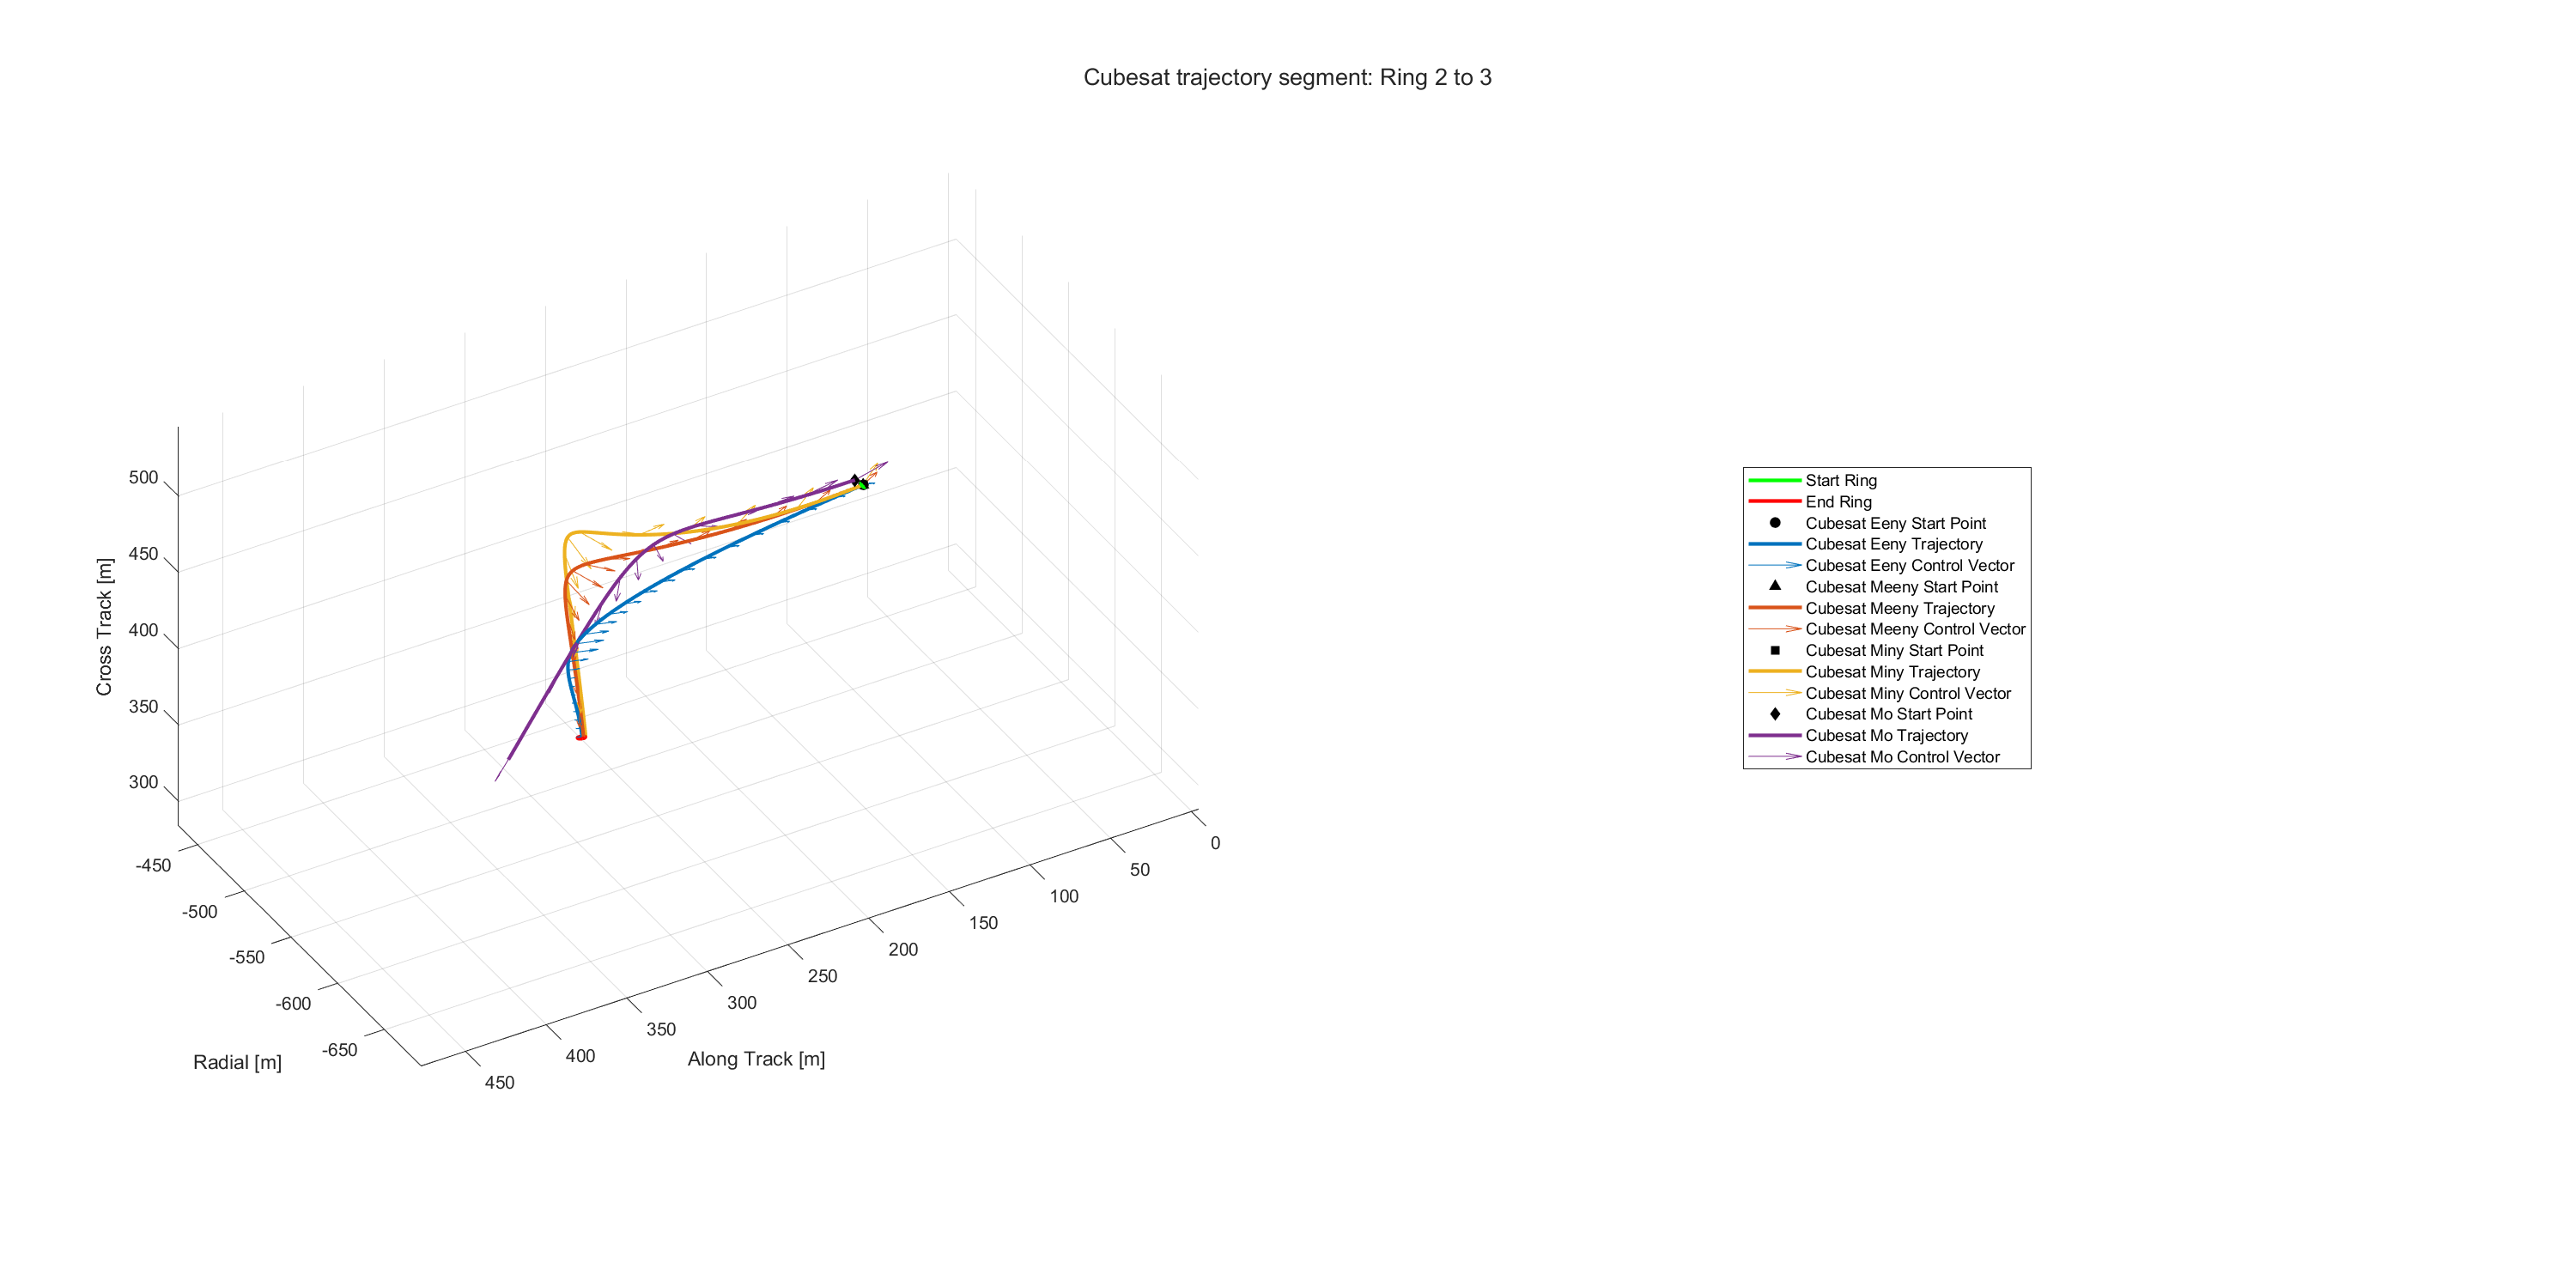 Cubesat trajectory segment: Ring 2 to 3
500
450
400
350
300
Cross Track [m]
-450
-500
-550
-600
-650
Radial [m]
0
50
100
150
200
250
300
350
400
450
Along Track [m]
Start Ring
End Ring
Cubesat Eeny Start Point
Cubesat Eeny Trajectory
Cubesat Eeny Control Vector
Cubesat Meeny Start Point
Cubesat Meeny Trajectory
Cubesat Meeny Control Vector
Cubesat Miny Start Point
Cubesat Miny Trajectory
Cubesat Miny Control Vector
Cubesat Mo Start Point
Cubesat Mo Trajectory
Cubesat Mo Control Vector